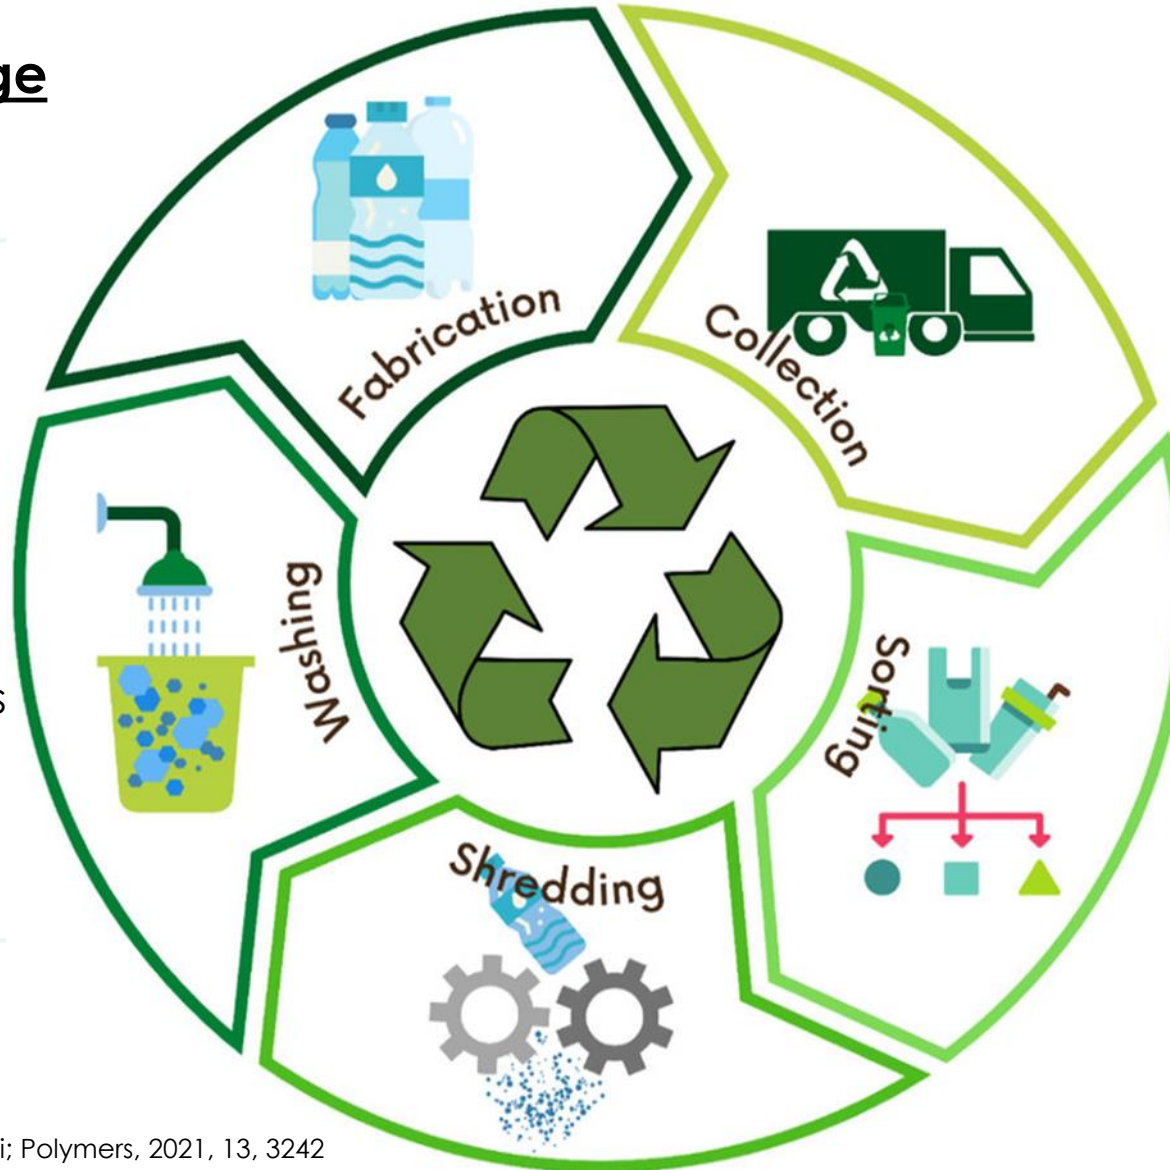 ge
Fabrication
Collection
Washing
Sorting
s
Shredding
i; Polymers, 2021, 13, 3242